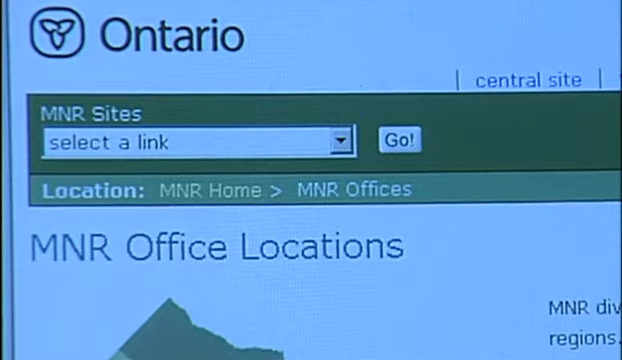 Ontario
| central site |
MNR Sites
select a link
Go!
Location: MNR Home > MNR Offices
MNR Office Locations
MNR div
regions.